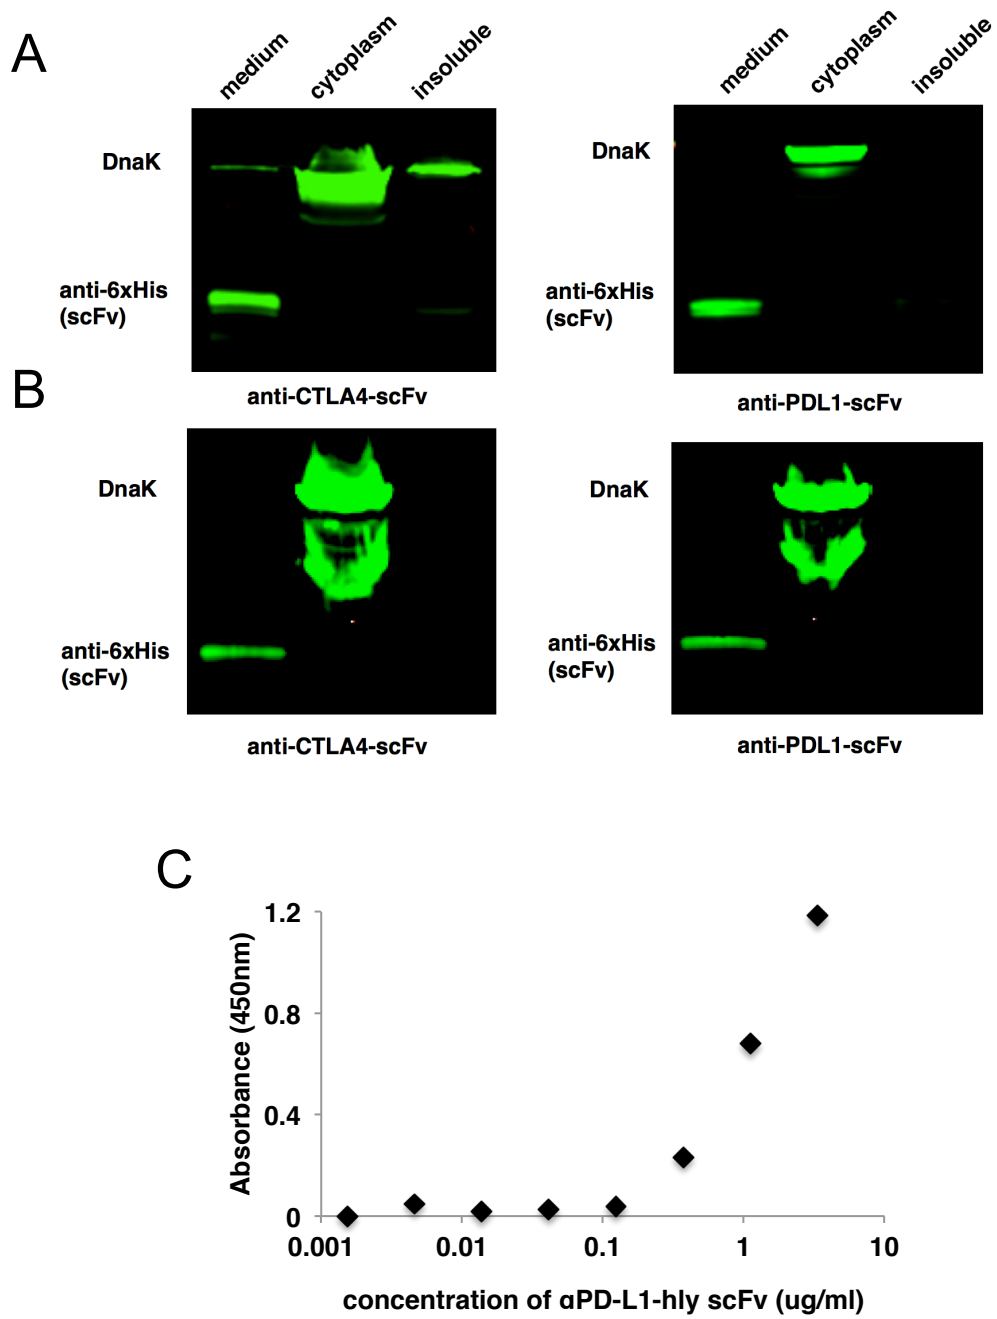 A
medium
cytoplasm
insoluble
medium
cytoplasm
insoluble
DnaK
anti-6xHis
(scFv)
anti-CTLA4-scFv
DnaK
anti-6xHis
(scFv)
anti-PDL1-scFv
B
DnaK
anti-6xHis
(scFv)
anti-CTLA4-scFv
DnaK
anti-6xHis
(scFv)
anti-PDL1-scFv
C
Absorbance (450nm)
1.2
0.8
0.4
0
0.001
0.01
0.1
1
10
concentration of αPD-L1-hly scFv (ug/ml)